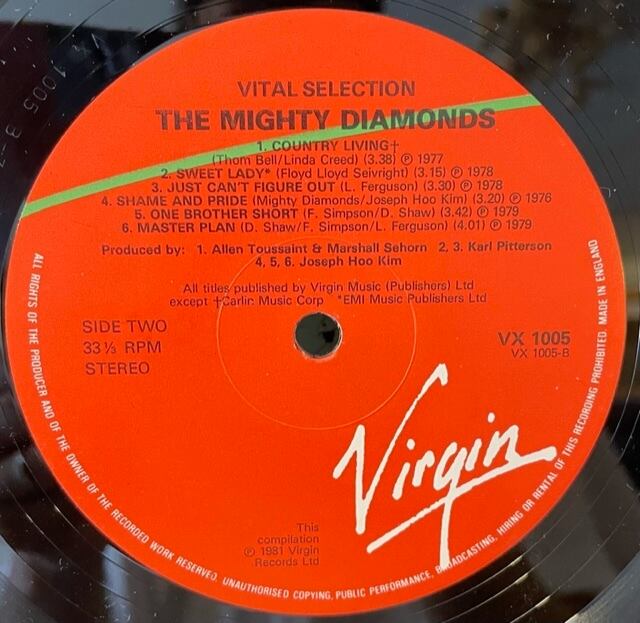 VITAL SELECTION
THE MIGHTY DIAMONDS
1. COUNTRY LIVING†
(Thom Bell/Linda Creed) (3.38) ℗ 1977
2. SWEET LADY* (Floyd Lloyd Seivright) (3.15) ℗ 1978
3. JUST CAN'T FIGURE OUT (L. Ferguson) (3.30) ℗ 1978
4. SHAME AND PRIDE (Mighty Diamonds/Joseph Hoo Kim) (3.20) ℗ 1976
5. ONE BROTHER SHORT (F. Simpson/D. Shaw) (3.42) ℗ 1979
6. MASTER PLAN (D. Shaw/F. Simpson/L. Ferguson) (4.01) ℗ 1979
Produced by: 1. Allen Toussaint & Marshall Sehorn 2, 3. Karl Pitterson
4, 5, 6. Joseph Hoo Kim
All titles published by Virgin Music (Publishers) Ltd
except †Carlin Music Corp *EMI Music Publishers Ltd
SIDE TWO
33⅓ RPM
STEREO
VX 1005
VX 1005-B
Virgin
This
compilation
℗ 1981 Virgin
Records Ltd
ALL RIGHTS OF THE PRODUCER AND OF THE OWNER OF THE RECORDED WORK RESERVED. UNAUTHORISED COPYING, PUBLIC PERFORMANCE, BROADCASTING, HIRING OR RENTAL OF THIS RECORDING PROHIBITED. MADE IN ENGLAND